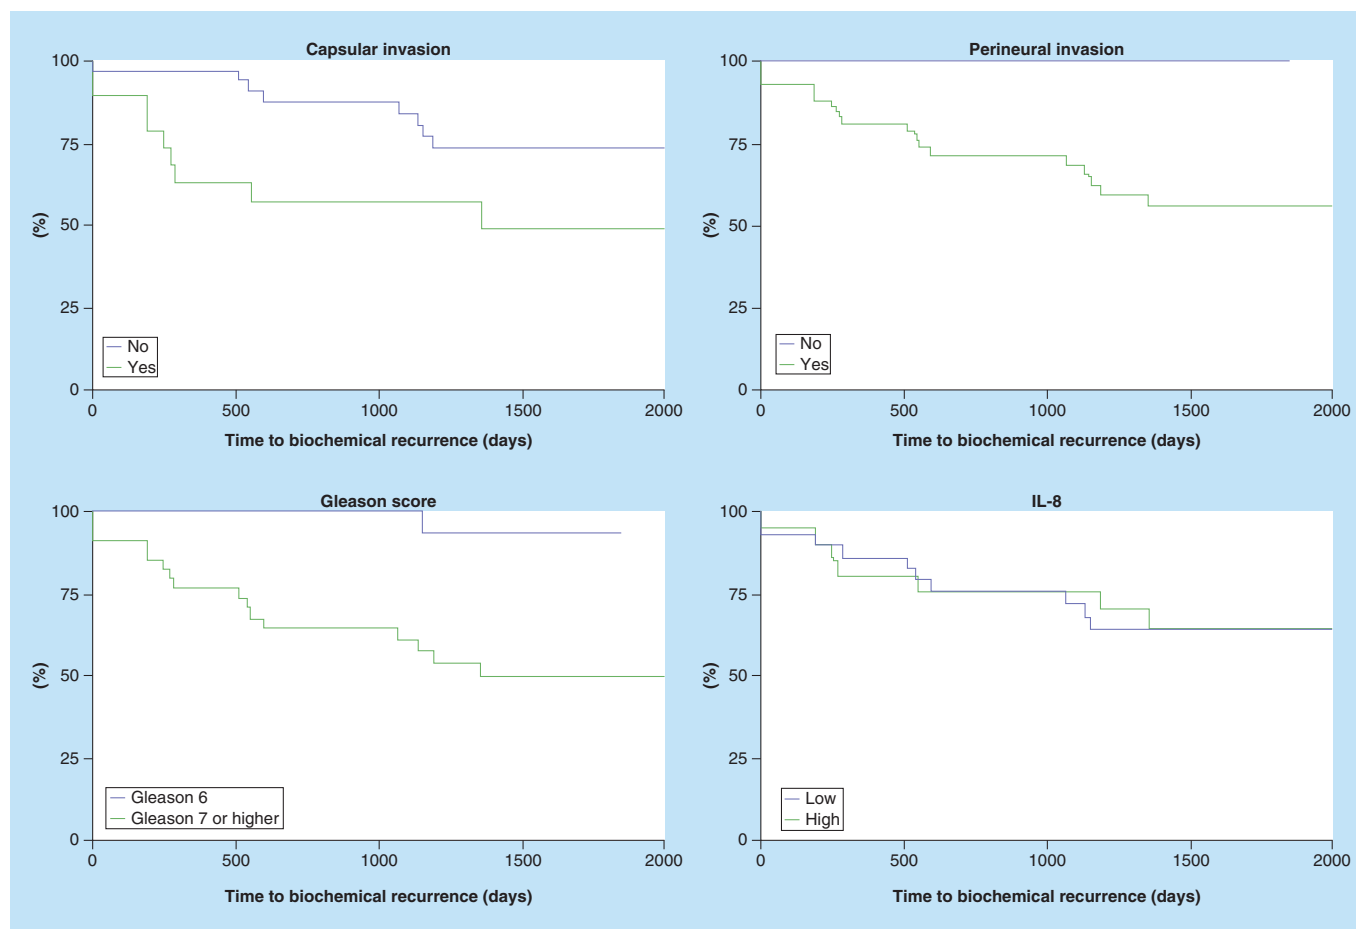 Capsular invasion
100
75
50
25
0
(%)
No
Yes
0 500 1000 1500 2000
Time to biochemical recurrence (days)
Perineural invasion
100
75
50
25
0
(%)
No
Yes
0 500 1000 1500 2000
Time to biochemical recurrence (days)
Gleason score
100
75
50
25
0
(%)
Gleason 6
Gleason 7 or higher
0 500 1000 1500 2000
Time to biochemical recurrence (days)
IL-8
100
75
50
25
0
(%)
Low
High
0 500 1000 1500 2000
Time to biochemical recurrence (days)